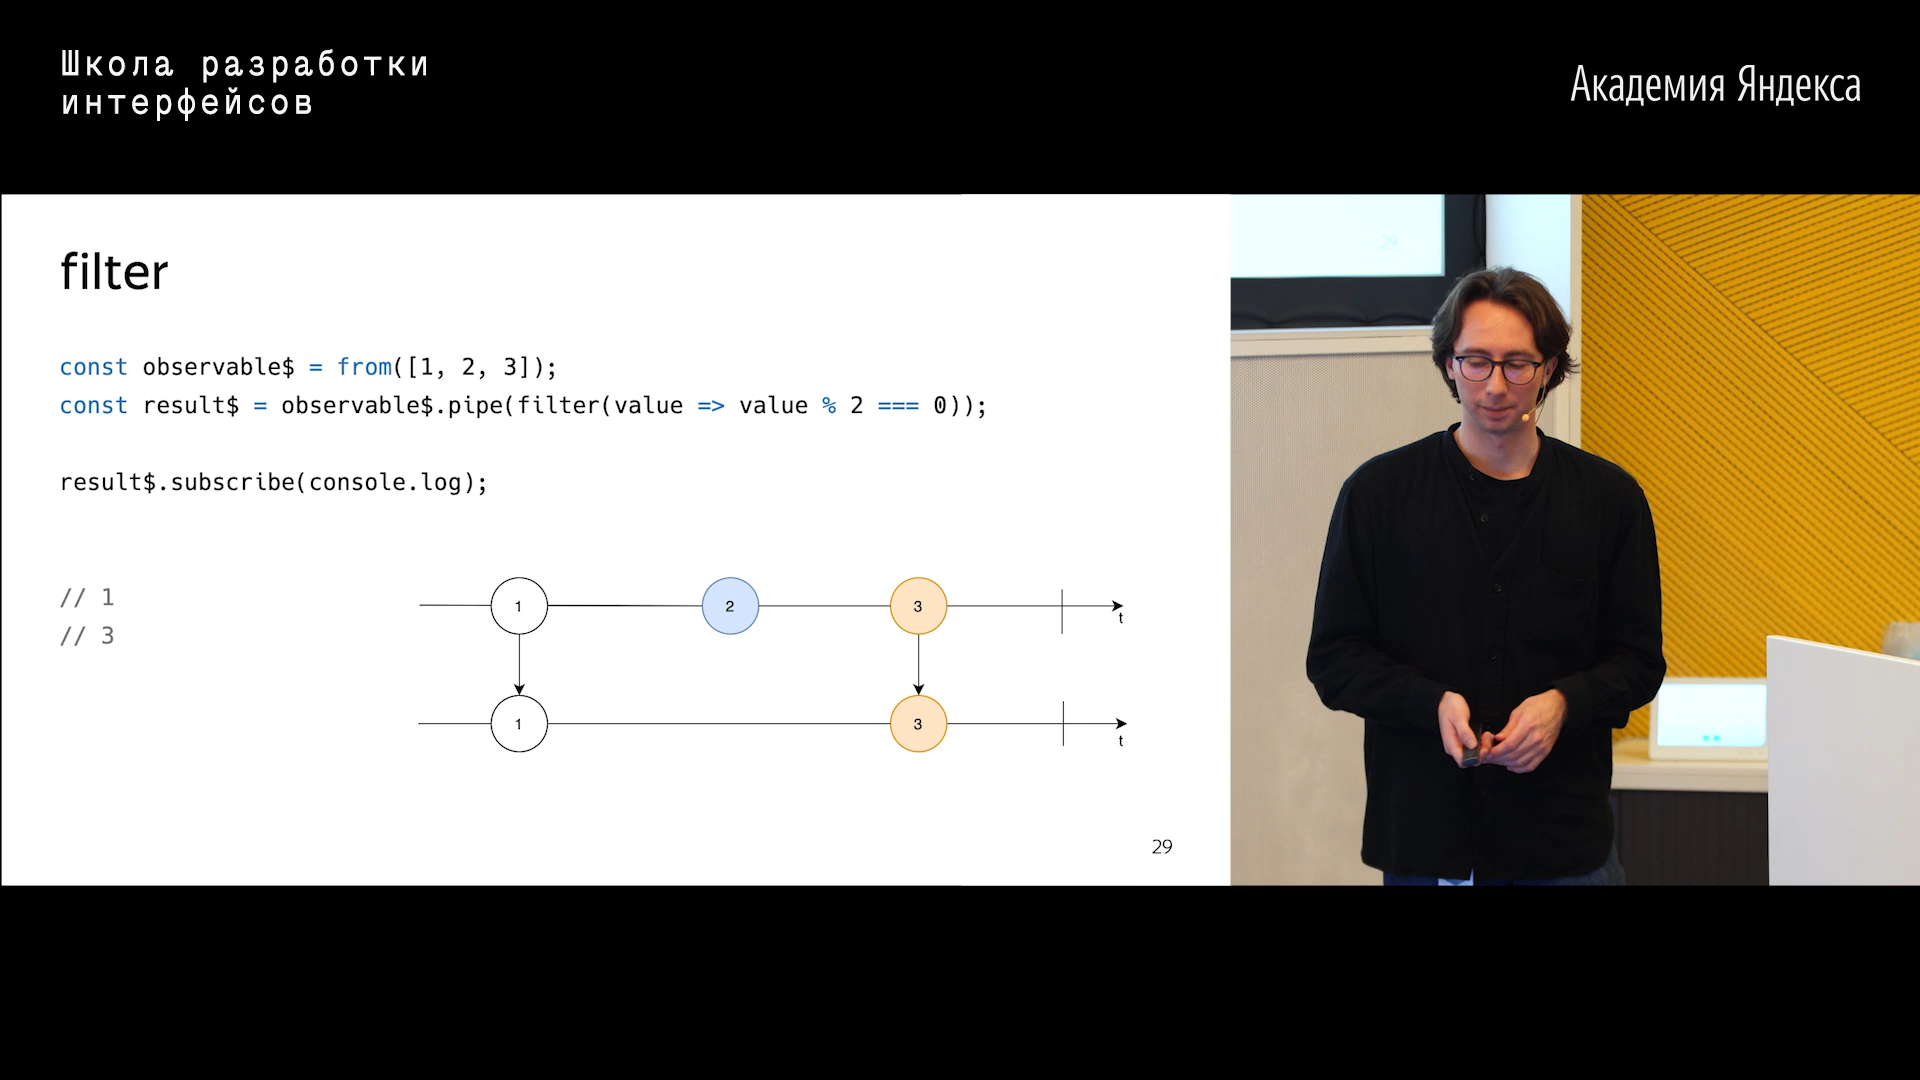 Школа разработки
интерфейсов
Академия Яндекса
filter
const observable$ = from([1, 2, 3]);
const result$ = observable$.pipe(filter(value => value % 2 === 0));
result$.subscribe(console.log);
// 1
// 3
1
2
3
t
1
3
t
29
29